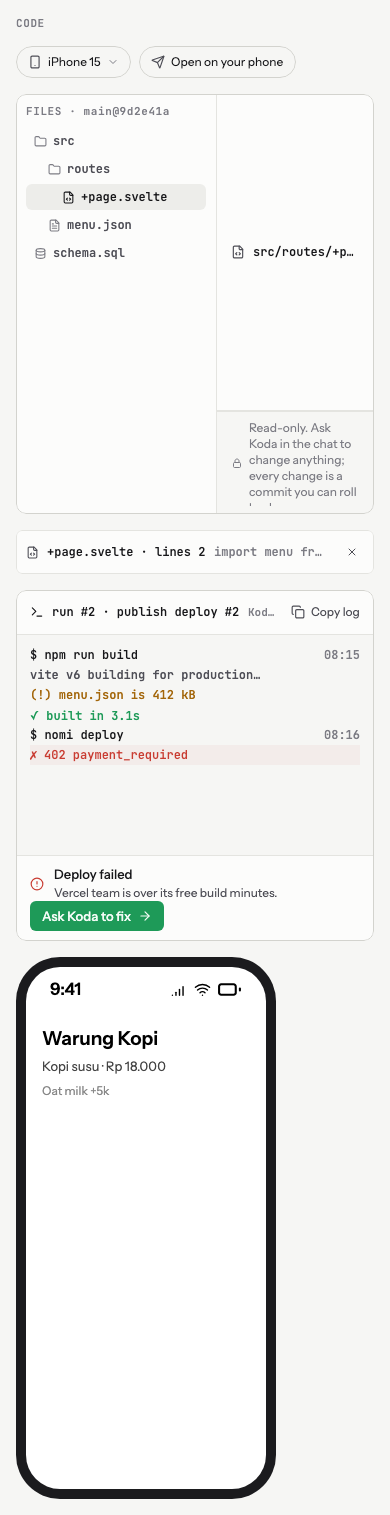 CODE
iPhone 15
Open on your phone
FILES · main@9d2e41a
src
routes
+page.svelte
menu.json
schema.sql
src/routes/+p…
Read-only. Ask
Koda in the chat to
change anything;
every change is a
commit you can roll
+page.svelte · lines 2 import menu fr…
run #2 · publish deploy #2 Kod… Copy log
$ npm run build 08:15
vite v6 building for production…
(!) menu.json is 412 kB
✓ built in 3.1s
$ nomi deploy 08:16
✗ 402 payment_required
Deploy failed
Vercel team is over its free build minutes.
Ask Koda to fix →
9:41
Warung Kopi
Kopi susu · Rp 18.000
Oat milk +5k